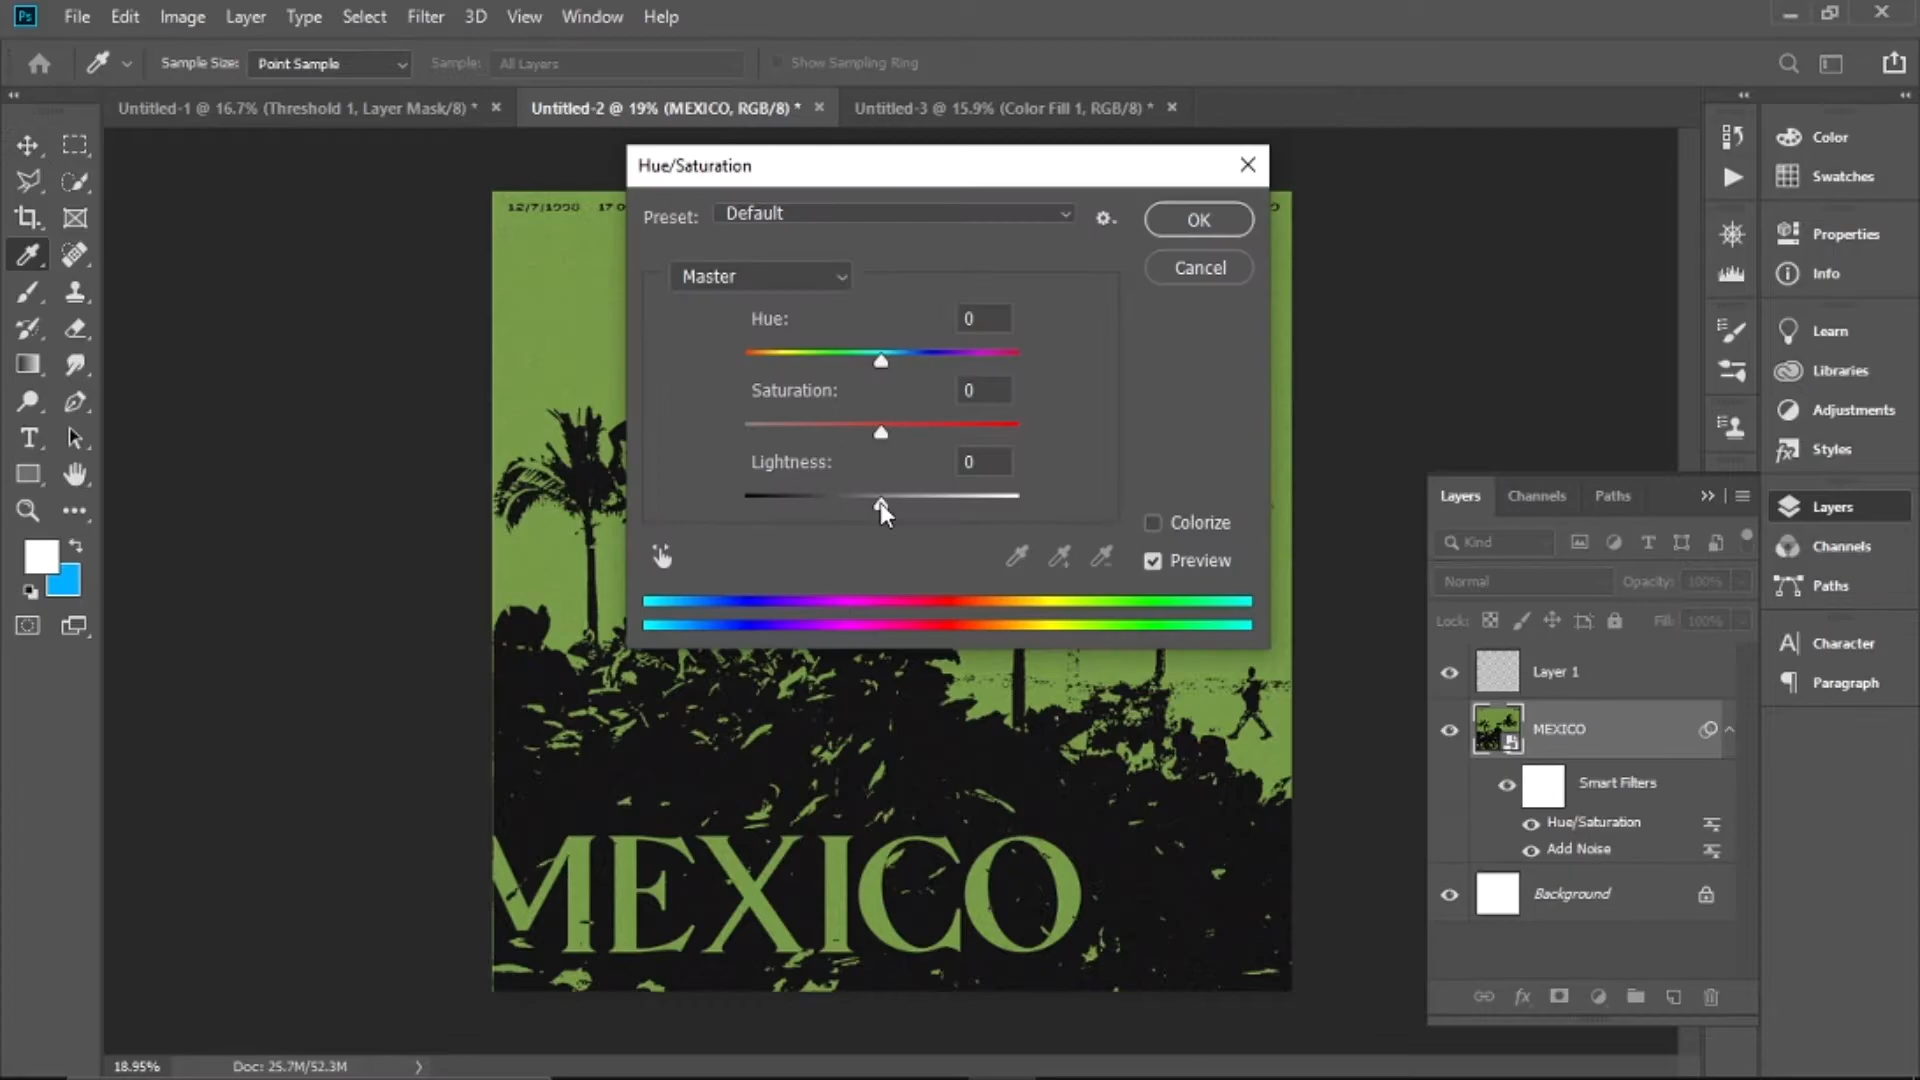 Ps File Edit Image Layer Type Select Filter 3D View Window Help
Sample Size: Point Sample Sample: All Layers Show Sampling Ring
Untitled-1 @ 16.7% (Threshold 1, Layer Mask/8) * Untitled-2 @ 19% (MEXICO, RGB/8) * Untitled-3 @ 15.9% (Color Fill 1, RGB/8) *
Hue/Saturation
Preset: Default
OK
Cancel
Master
Hue: 0
Saturation: 0
Lightness: 0
Colorize
Preview
12/7/1998
MEXICO
Color
Swatches
Properties
Info
Learn
Libraries
Adjustments
Styles
Layers
Channels
Paths
Character
Paragraph
Layers Channels Paths
Kind
Normal Opacity: 100%
Lock: Fill: 100%
Layer 1
MEXICO
Smart Filters
Hue/Saturation
Add Noise
Background
18.95% Doc: 25.7M/52.3M